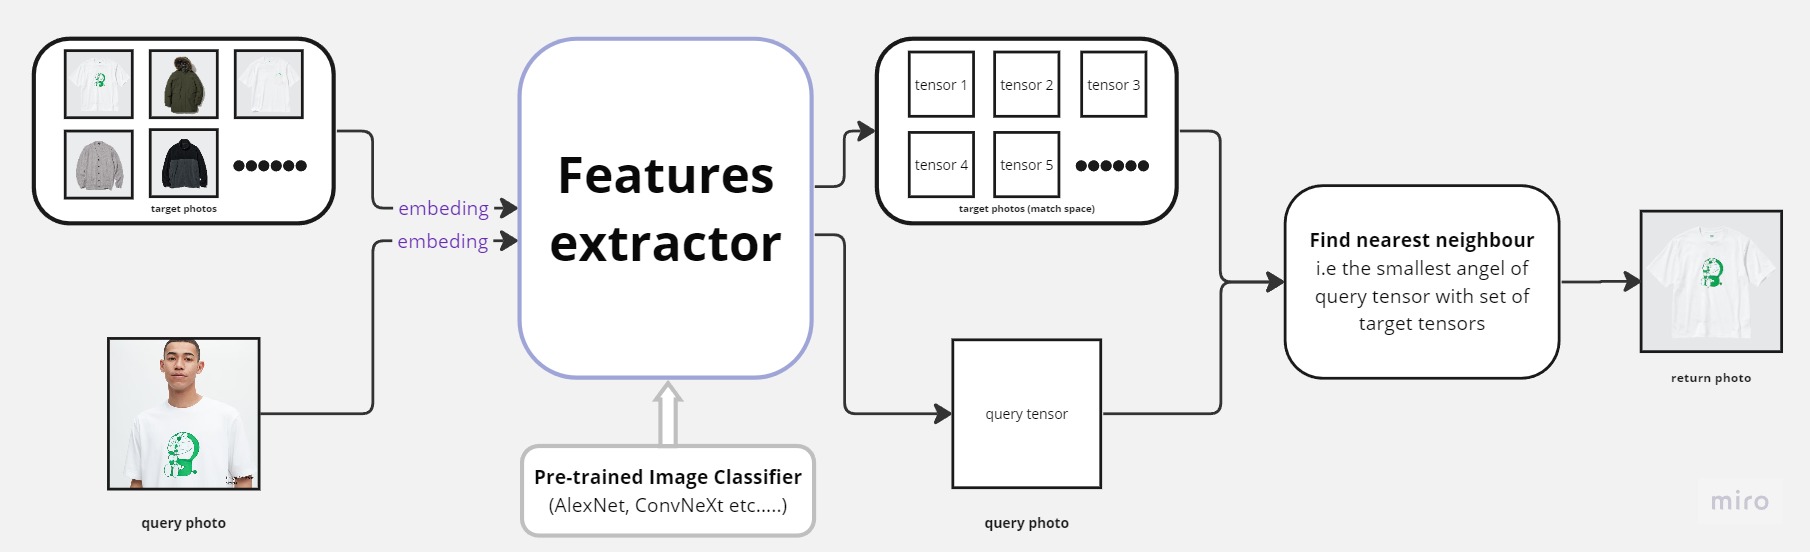 target photos
embeding
embeding
query photo
Features
extractor
Pre-trained Image Classifier
(AlexNet, ConvNeXt etc.....)
tensor 1
tensor 2
tensor 3
tensor 4
tensor 5
target photos (match space)
query tensor
query photo
Find nearest neighbour
i.e the smallest angel of
query tensor with set of
target tensors
return photo
miro